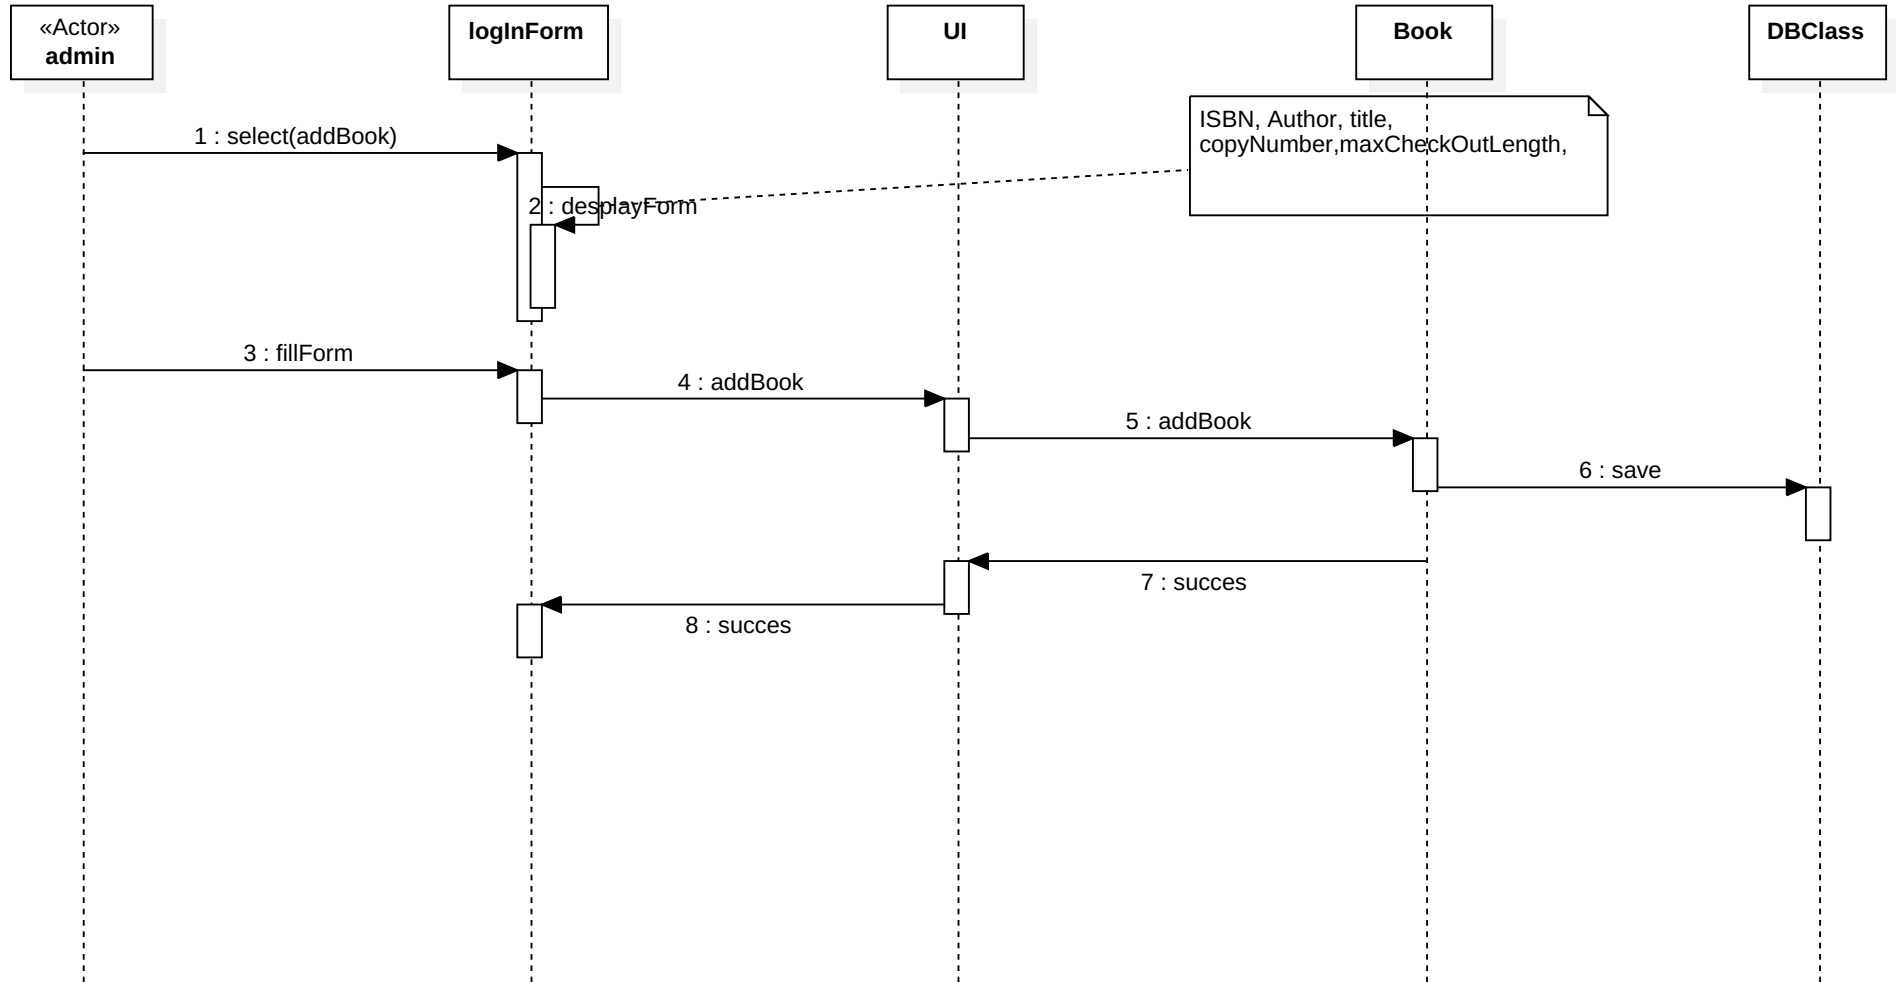 «Actor»
admin
logInForm
UI
Book
DBClass
ISBN, Author, title,
copyNumber,maxCheckOutLength,
1 : select(addBook)
2 : desplayForm
3 : fillForm
4 : addBook
5 : addBook
6 : save
7 : succes
8 : succes